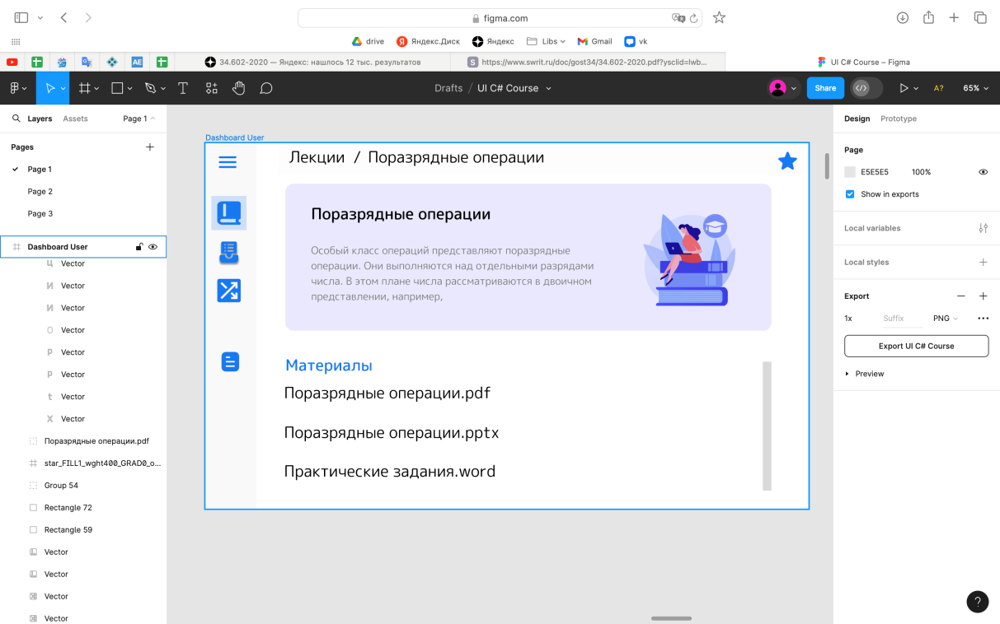 figma.com
drive
Яндекс.Диск
Яндекс
Libs
Gmail
vk
34.602-2020 — Яндекс: нашлось 12 тыс. результатов
S https://www.swrit.ru/doc/gost34/34.602-2020.pdf?ysclid=lwb...
UI C# Course – Figma
AE
Drafts / UI C# Course
Share
A?
65%
Layers
Assets
Page 1
Pages
Page 1
Page 2
Page 3
Dashboard User
Vector
Vector
Vector
Vector
Vector
Vector
Vector
Vector
Поразрядные операции.pdf
star_FILL1_wght400_GRAD0_o...
Group 54
Rectangle 72
Rectangle 59
Vector
Vector
Vector
Vector
Dashboard User
Лекции / Поразрядные операции
Поразрядные операции
Особый класс операций представляют поразрядные
операции. Они выполняются над отдельными разрядами
числа. В этом плане числа рассматриваются в двоичном
представлении, например,
Материалы
Поразрядные операции.pdf
Поразрядные операции.pptx
Практические задания.word
Design
Prototype
Page
E5E5E5
100%
Show in exports
Local variables
Local styles
Export
1x
Suffix
PNG
Export UI C# Course
Preview
?